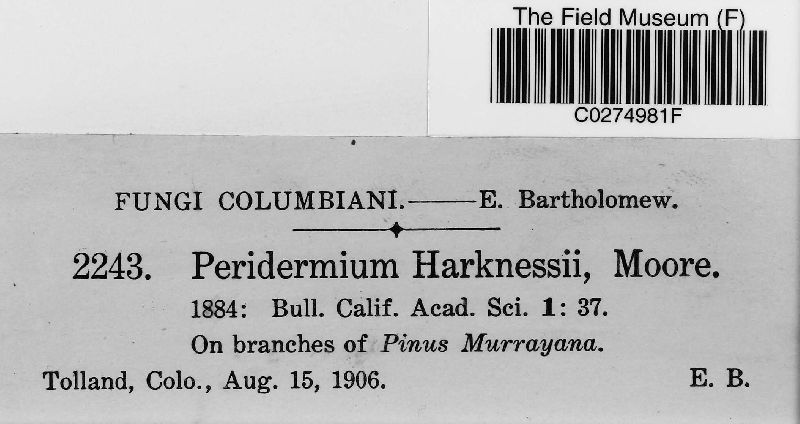 The Field Museum (F)
C0274981F
FUNGI COLUMBIANI.——E. Bartholomew.
2243. Peridermium Harknessii, Moore.
1884: Bull. Calif. Acad. Sci. 1: 37.
On branches of Pinus Murrayana.
Tolland, Colo., Aug. 15, 1906. E. B.